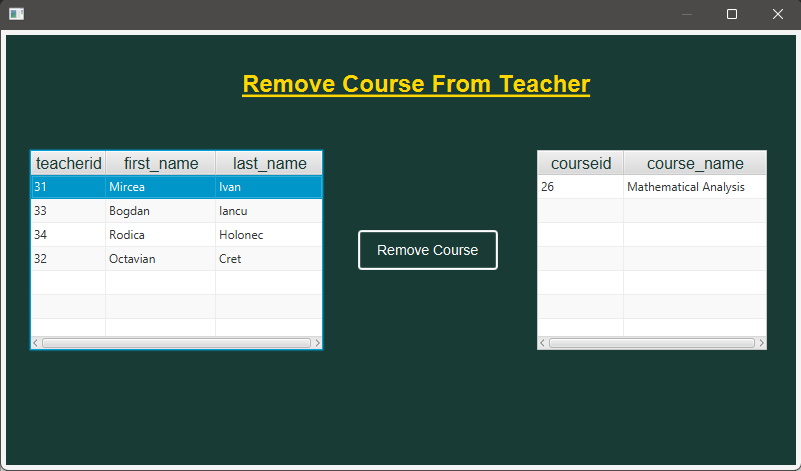 Remove Course From Teacher
teacherid first_name last_name
31 Mircea Ivan
33 Bogdan Iancu
34 Rodica Holonec
32 Octavian Cret
Remove Course
courseid course_name
26 Mathematical Analysis